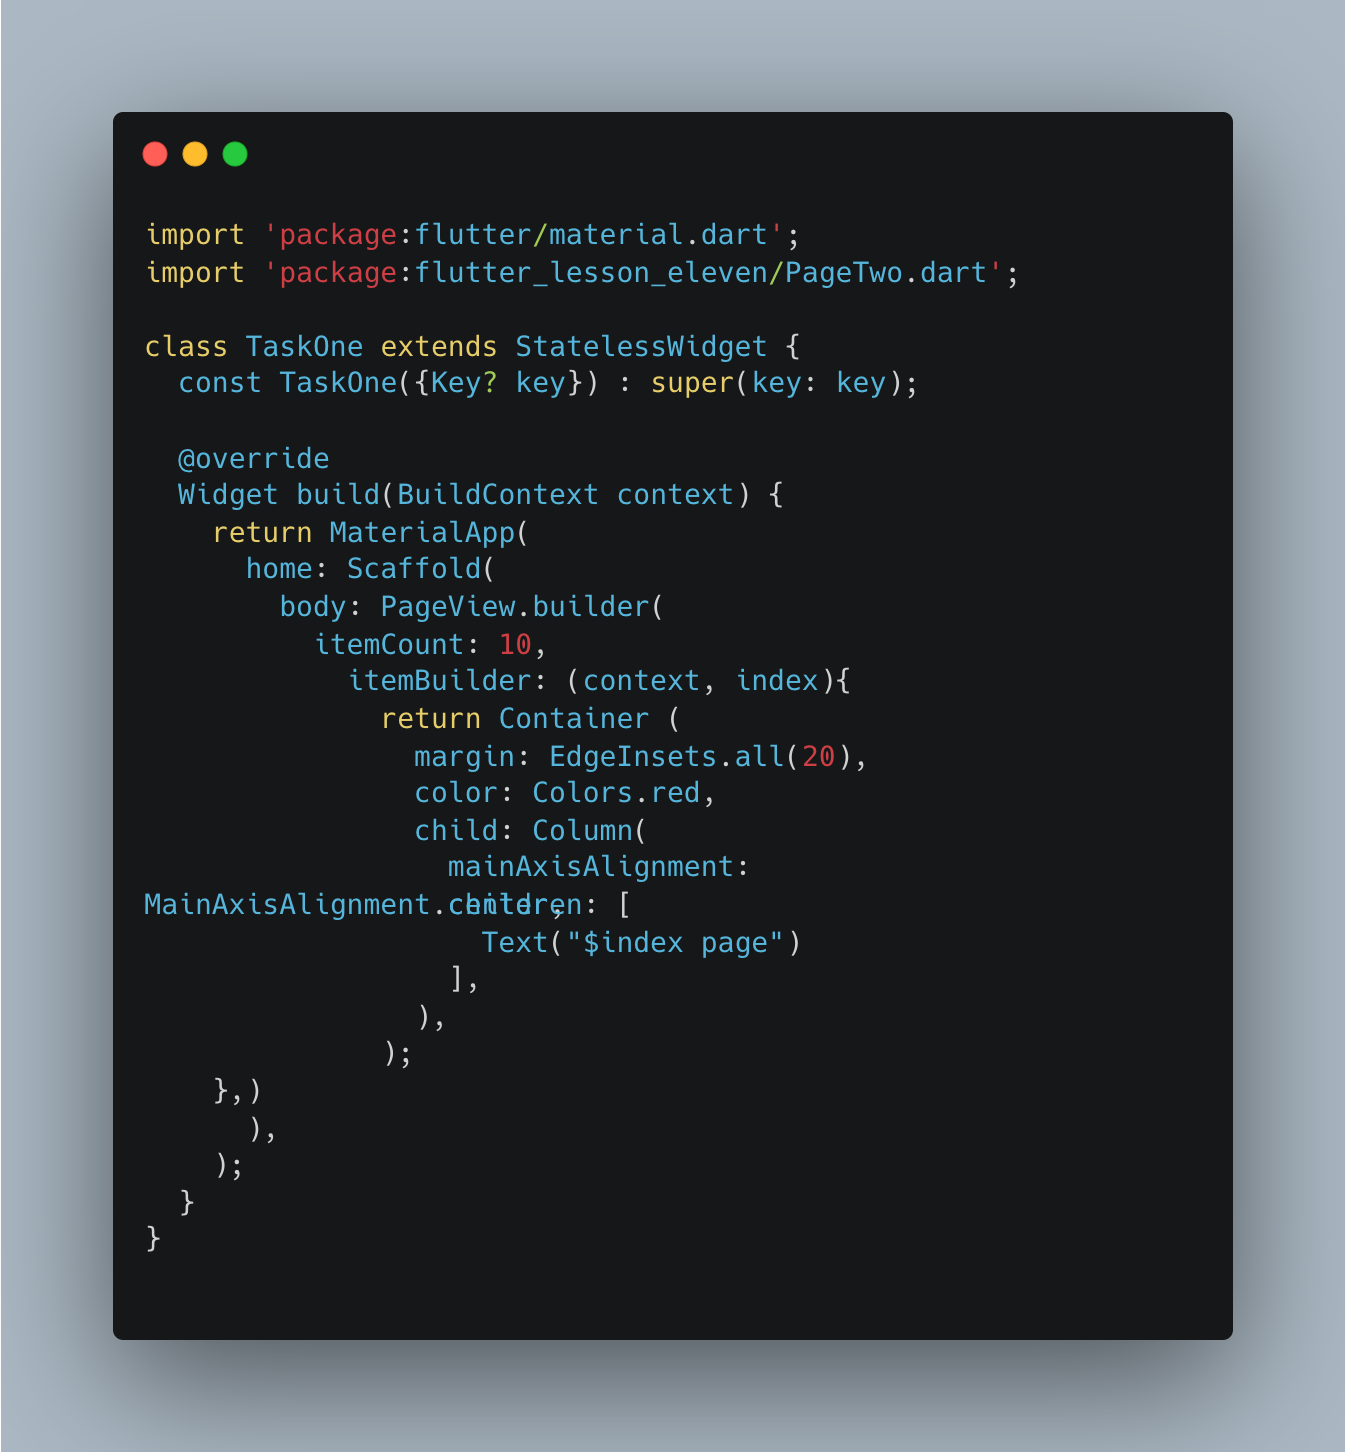 import 'package:flutter/material.dart';
import 'package:flutter_lesson_eleven/PageTwo.dart';
class TaskOne extends StatelessWidget {
  const TaskOne({Key? key}) : super(key: key);
  @override
  Widget build(BuildContext context) {
    return MaterialApp(
      home: Scaffold(
        body: PageView.builder(
          itemCount: 10,
            itemBuilder: (context, index){
              return Container (
                margin: EdgeInsets.all(20),
                color: Colors.red,
                child: Column(
                  mainAxisAlignment:
MainAxisAlignment.center,
                  children: [
                    Text("$index page")
                  ],
                ),
              );
    },)
      ),
    );
  }
}